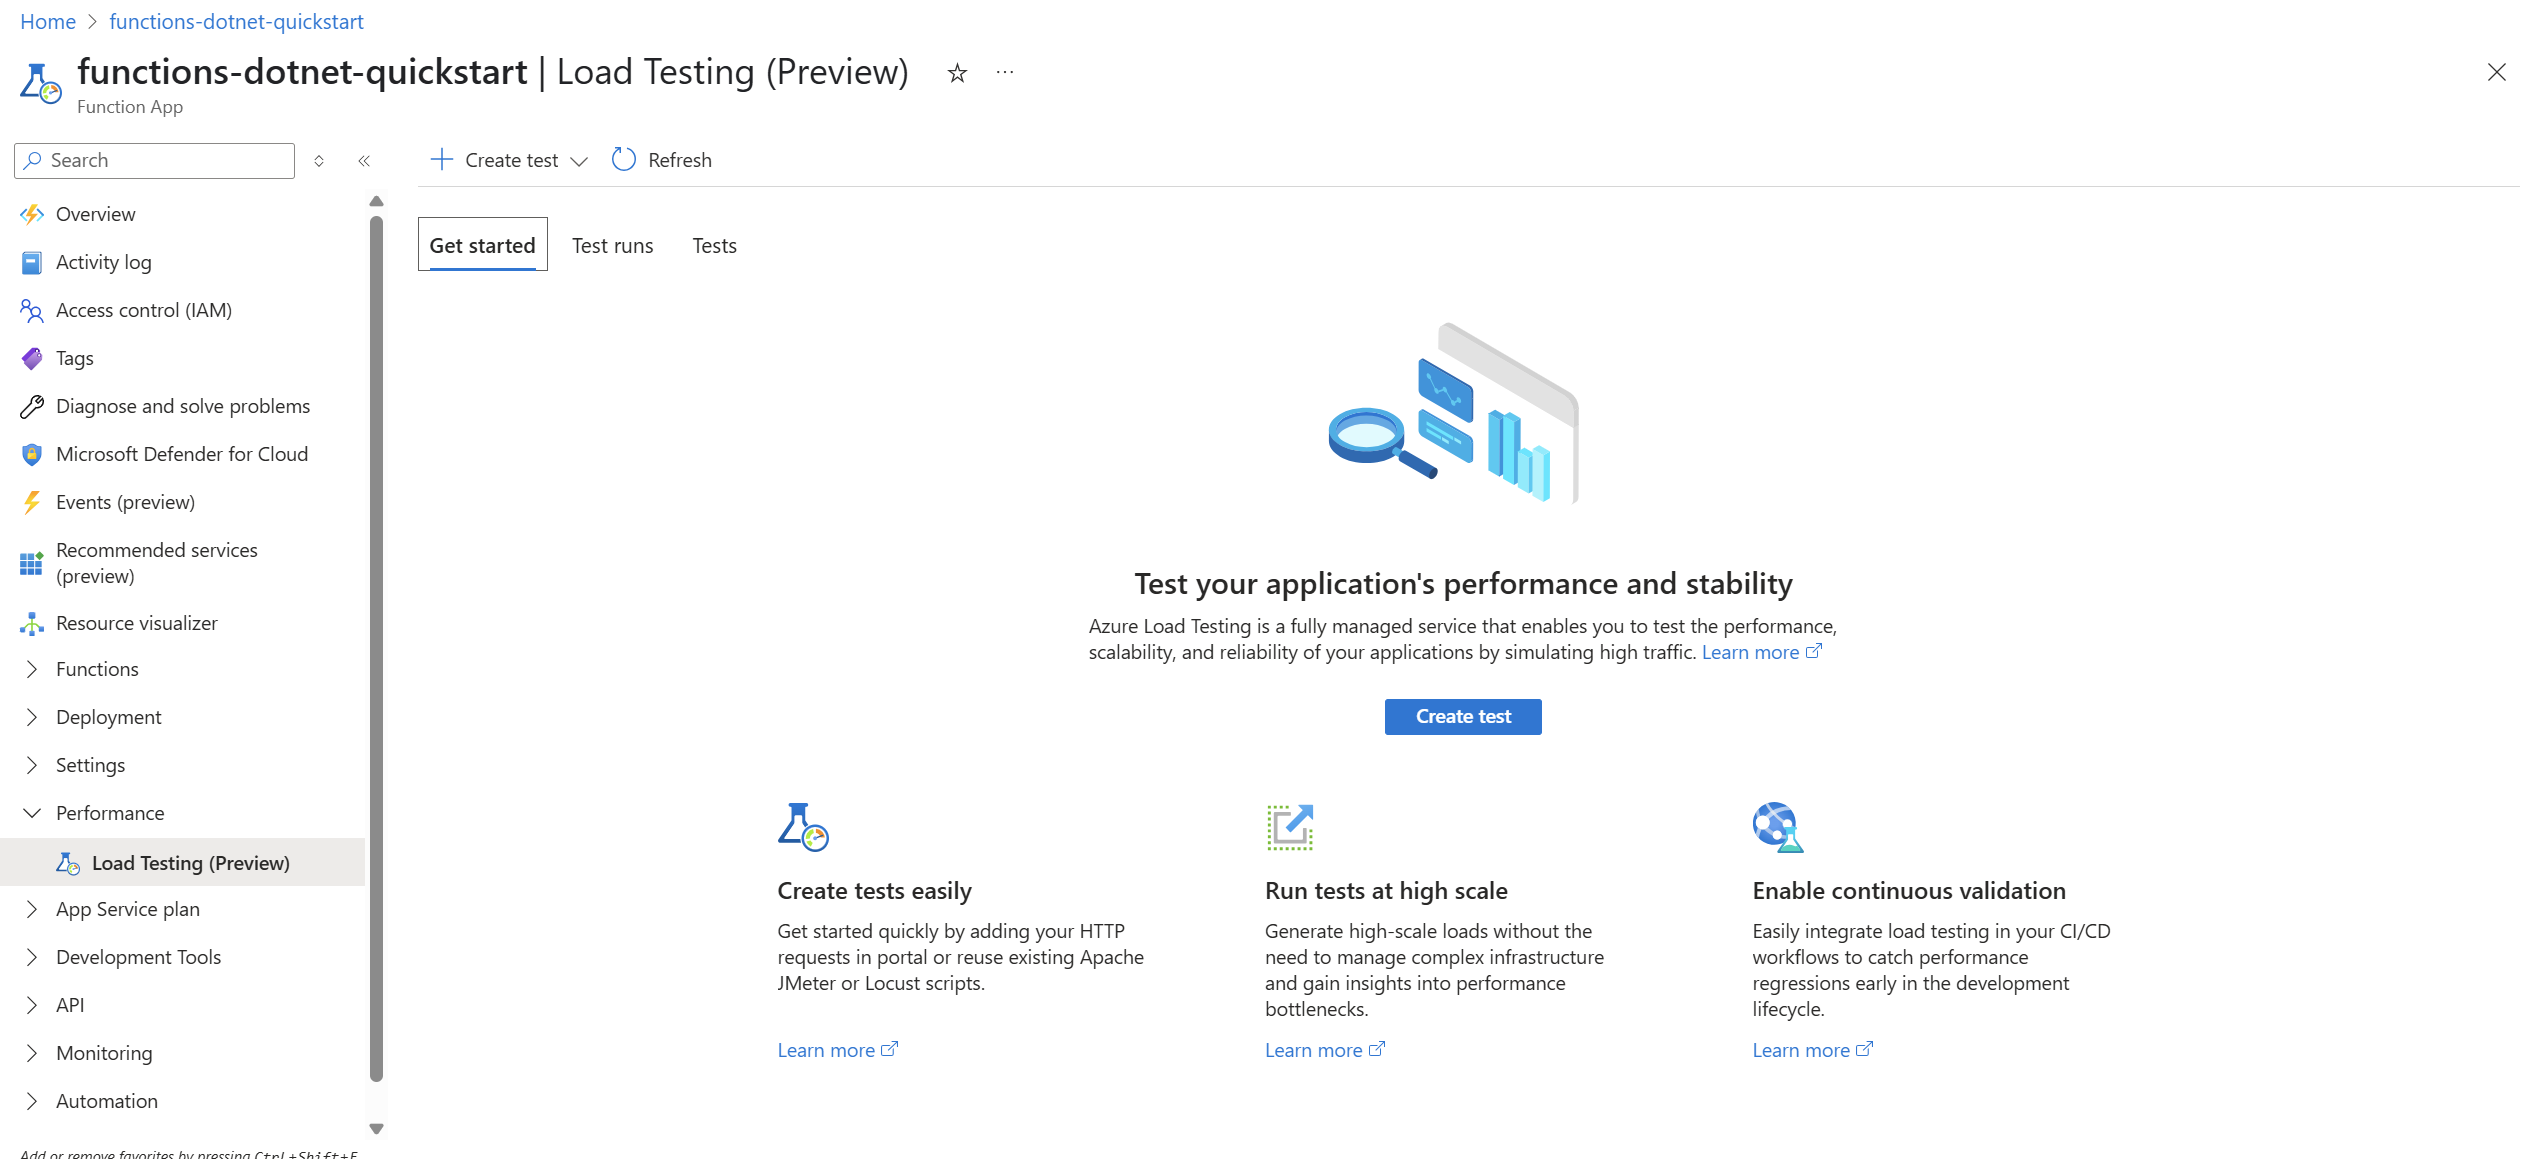 Home > functions-dotnet-quickstart
functions-dotnet-quickstart | Load Testing (Preview)
Function App
Search
Create test
Refresh
Overview
Activity log
Access control (IAM)
Tags
Diagnose and solve problems
Microsoft Defender for Cloud
Events (preview)
Recommended services
(preview)
Resource visualizer
Functions
Deployment
Settings
Performance
Load Testing (Preview)
App Service plan
Development Tools
API
Monitoring
Automation
Add or remove favorites by pressing Ctrl+Shift+F
Get started
Test runs
Tests
Test your application's performance and stability
Azure Load Testing is a fully managed service that enables you to test the performance,
scalability, and reliability of your applications by simulating high traffic. Learn more
Create test
Create tests easily
Get started quickly by adding your HTTP
requests in portal or reuse existing Apache
JMeter or Locust scripts.
Learn more
Run tests at high scale
Generate high-scale loads without the
need to manage complex infrastructure
and gain insights into performance
bottlenecks.
Learn more
Enable continuous validation
Easily integrate load testing in your CI/CD
workflows to catch performance
regressions early in the development
lifecycle.
Learn more